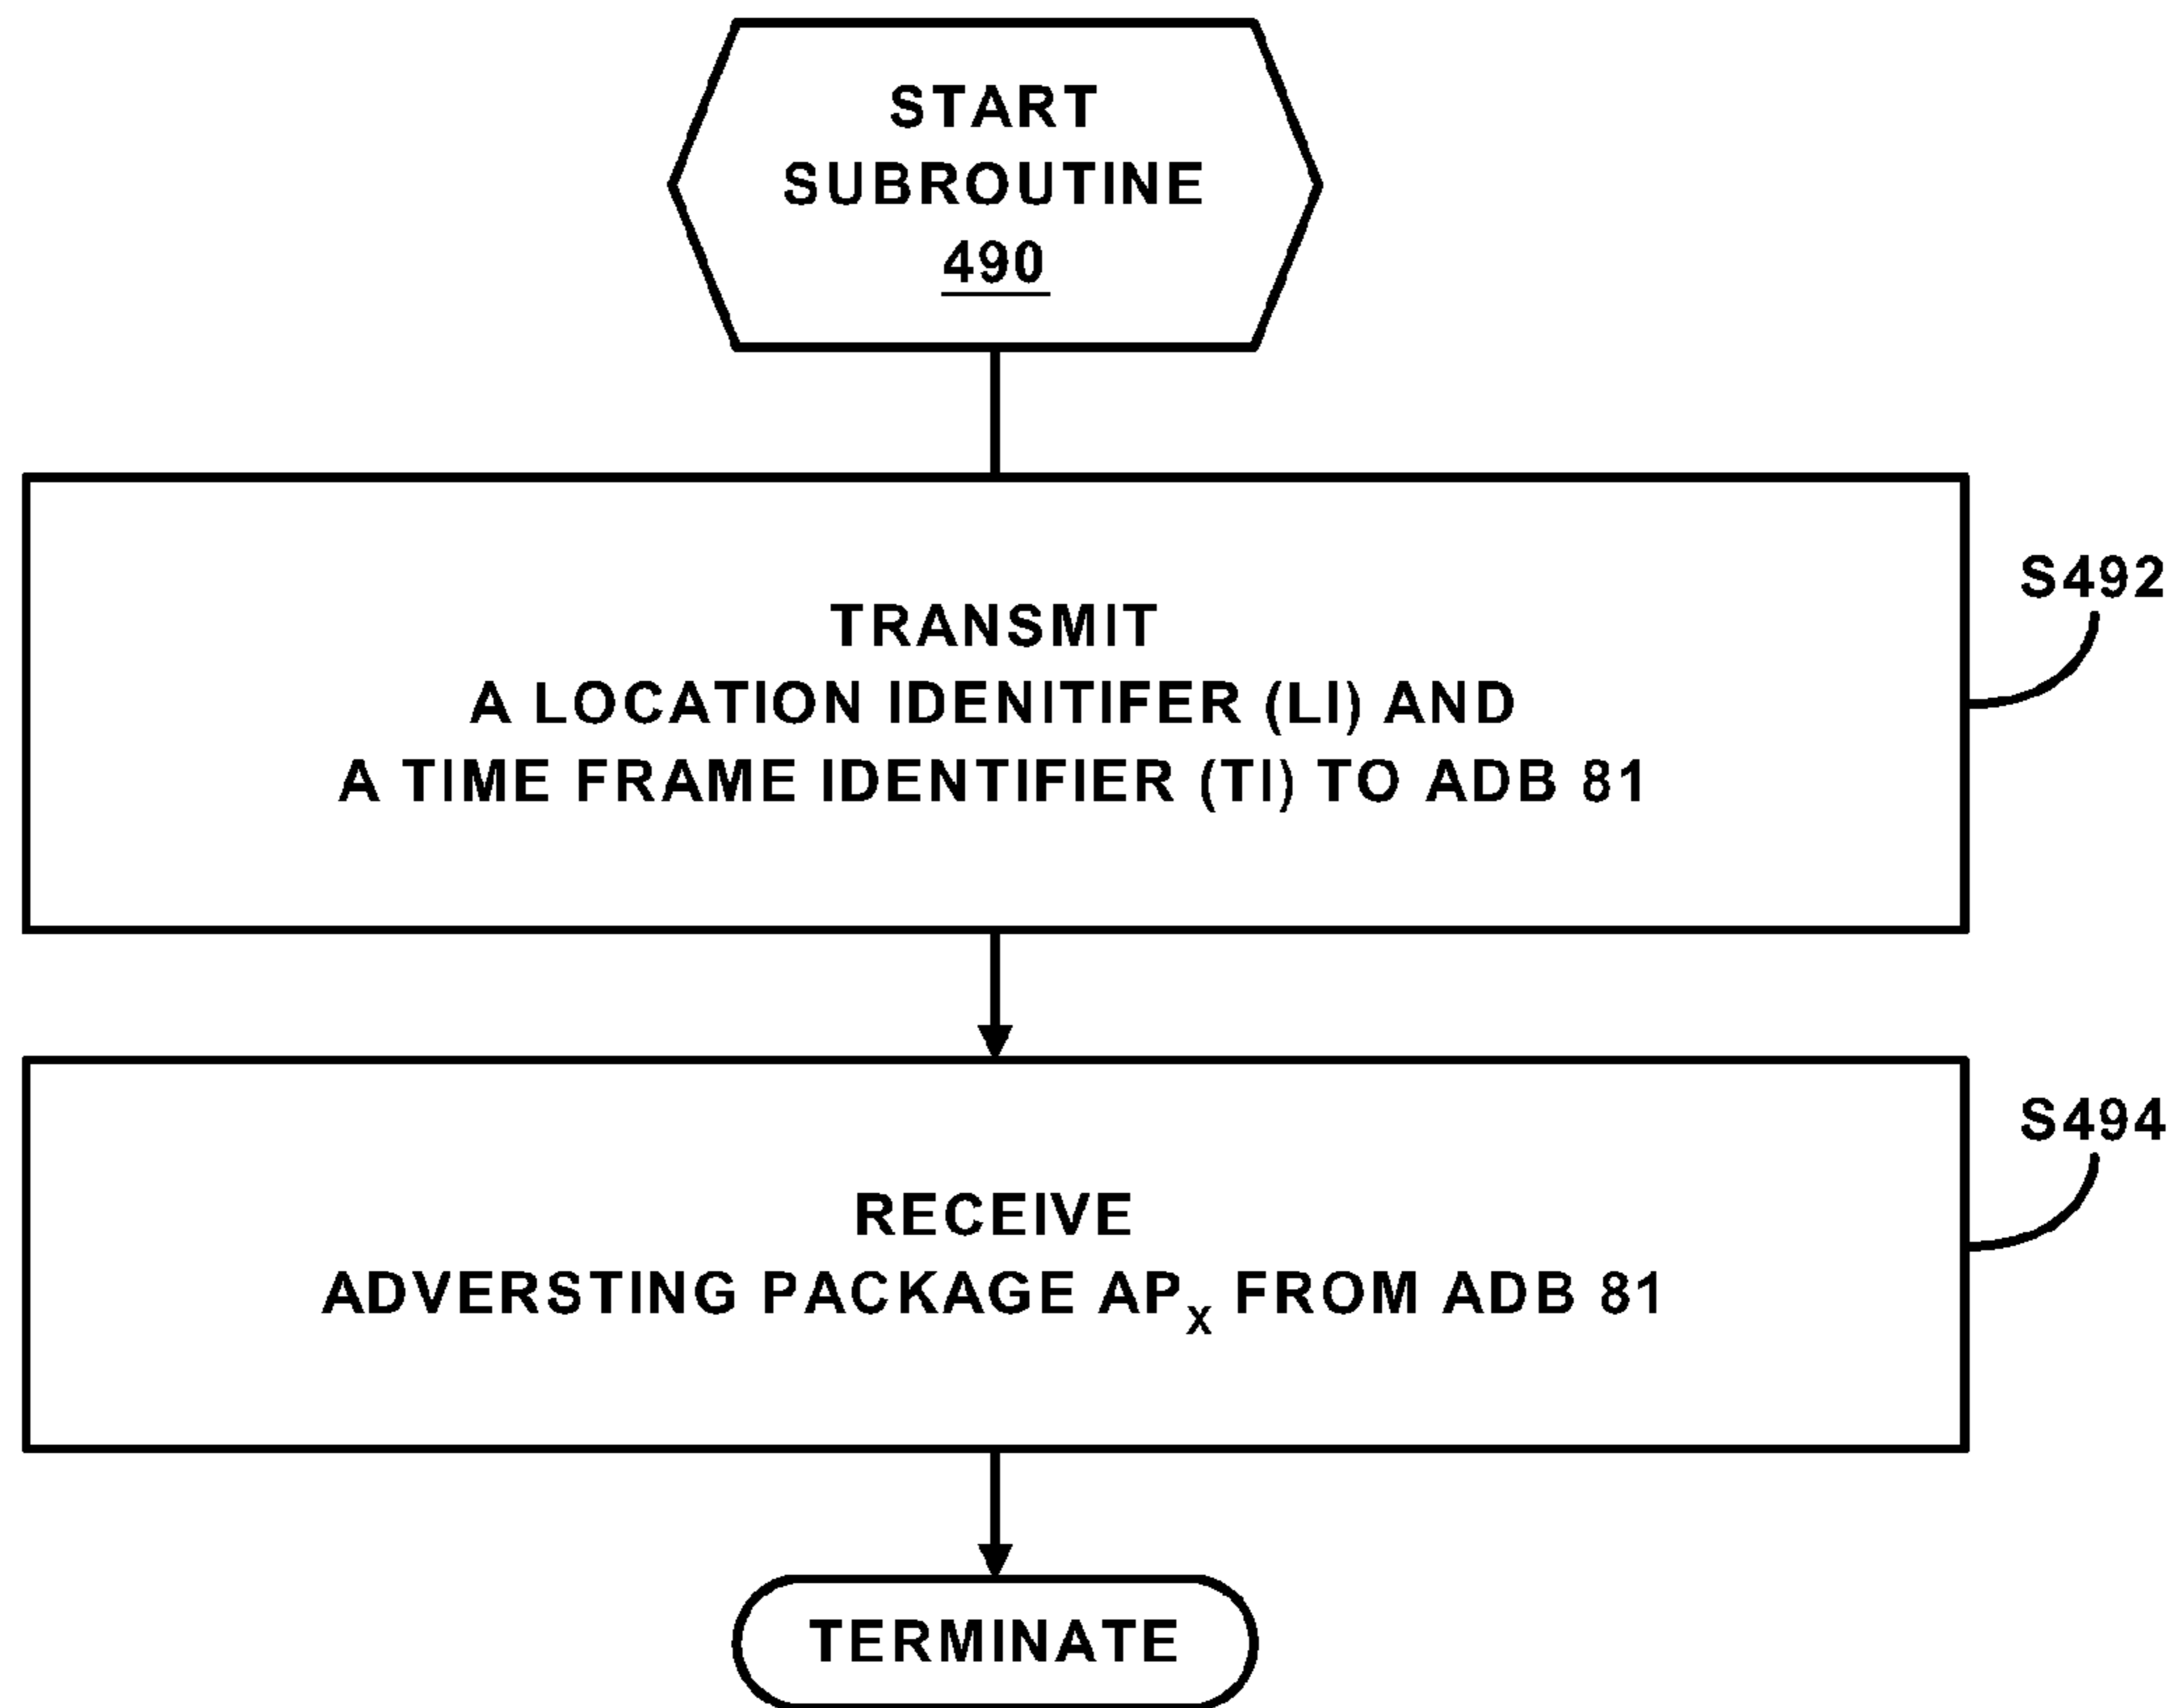 START
SUBROUTINE
490
S492
TRANSMIT
A LOCATION IDENITIFER (LI) AND
A TIME FRAME IDENTIFIER (TI) TO ADB 81
S494
RECEIVE
ADVERSTING PACKAGE APX FROM ADB 81
TERMINATE